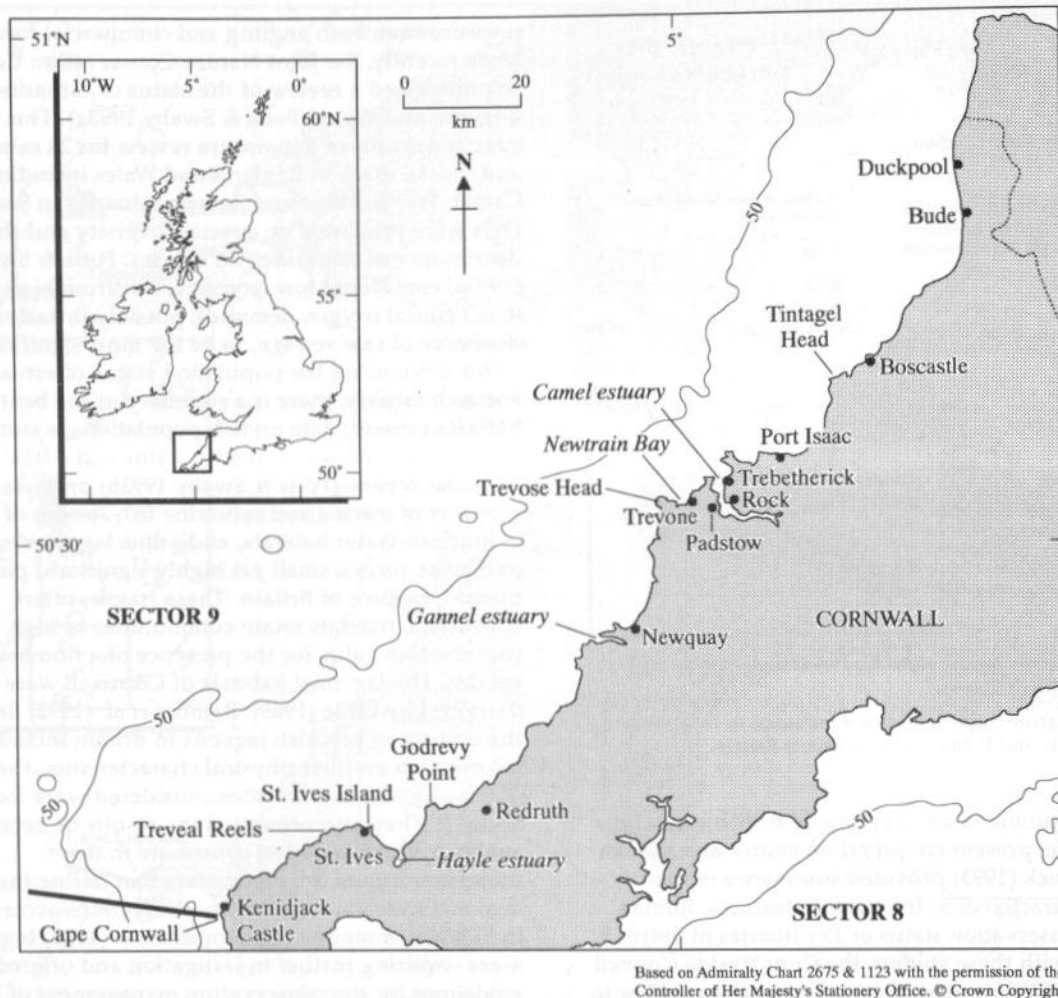 51°N
5°
10°W 5° 0°
60°N
55°
50°
0 20
km
N
50
Duckpool
Bude
Tintagel
Head
Boscastle
Camel estuary
Port Isaac
Newtrain Bay
Trebetherick
Trevose Head
Rock
Trevone
Padstow
50°30'
SECTOR 9
Gannel estuary
Newquay
CORNWALL
50
Godrevy
Point
St. Ives Island
Redruth
Treveal Reels
50
50
St. Ives
Hayle estuary
Kenidjack
Castle
Cape Cornwall
SECTOR 8
Based on Admiralty Chart 2675 & 1123 with the permission of the
Controller of Her Majesty's Stationery Office. © Crown Copyrigh